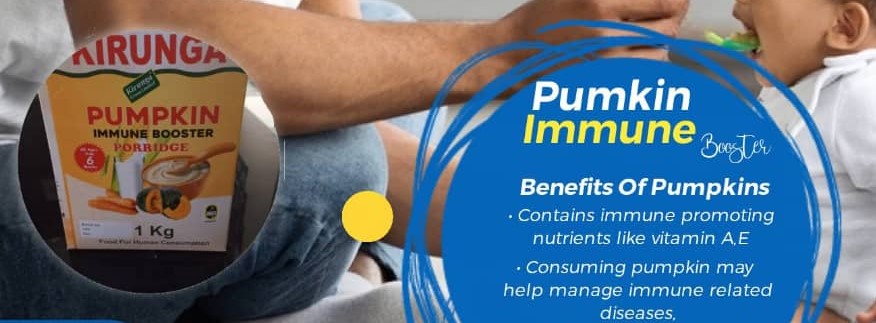 KIRUNGA
Kirunga
PUMPKIN
IMMUNE BOOSTER
PORRIDGE
6
1 Kg
Food For Human Consumption
Pumkin
Immune
Booster
Benefits Of Pumpkins
• Contains immune promoting
nutrients like vitamin A,E
• Consuming pumpkin may
help manage immune related
diseases,